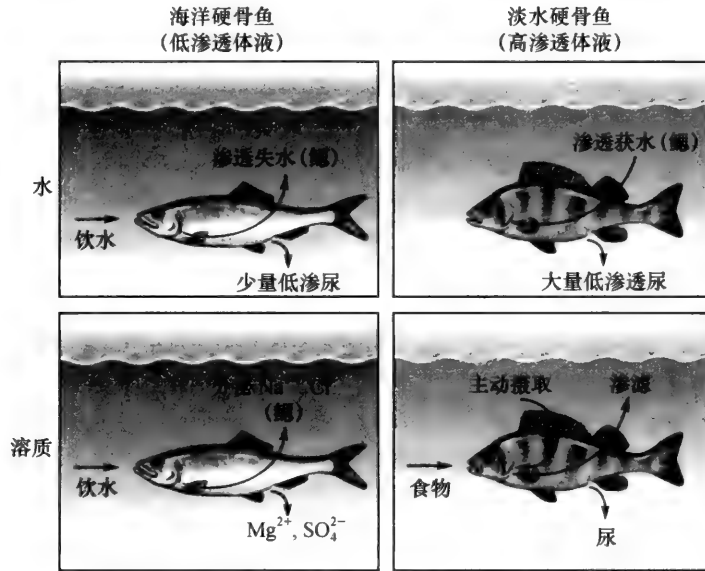 海洋硬骨鱼
(低渗透体液)
淡水硬骨鱼
(高渗透体液)
水
渗透失水(鳃)
饮水
少量低渗尿
渗透获水(鳃)
大量低渗透尿
溶质
(鳃)
饮水
Mg²⁺, SO₄²⁻
主动摄取
渗滤
食物
尿